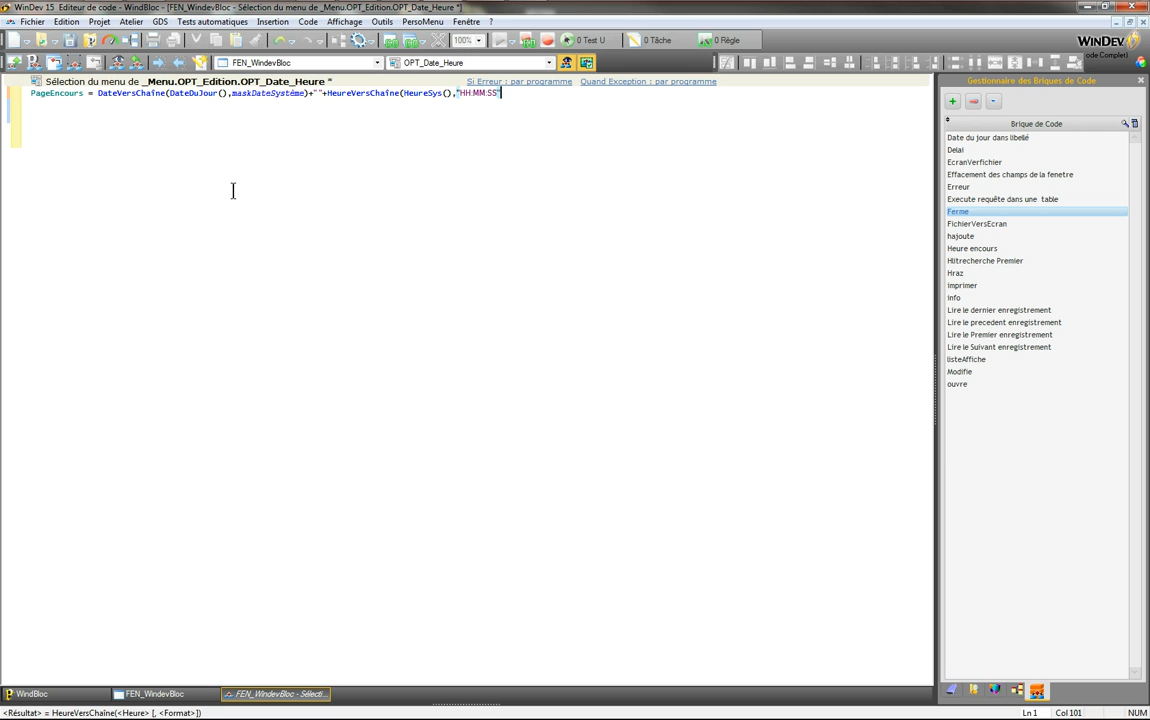 WinDev 15 Editeur de code - WindBloc - [FEN_WindevBloc - Sélection du menu de _Menu.OPT_Edition.OPT_Date_Heure *]
Fichier Edition Projet Atelier GDS Test Insertion Code Affichage Outils PersoMenu Fenêtre ?
100% 0 Test U 0 Tâche 0 Règle
WINDEV
(Mode Complet)
FEN_WindevBloc OPT_Date_Heure
Sélection du menu de _Menu.OPT_Edition.OPT_Date_Heure * Si Erreur : par programme Quand Exception : par programme
PageEncours = DateVersChaîne(DateDuJour(),maskDateSystème)+""+HeureVersChaîne(HeureSys(),"HH:MM:SS"
Gestionnaire des Briques de Code
Brique de Code
Date du jour dans libellé
Delai
EcranVerfichier
Effacement des champs de la fenetre
Erreur
Execute requête dans une table
Ferme
FichierVersEcran
hajoute
Heure encours
Hlitrecherche Premier
Hraz
imprimer
info
Lire le dernier enregistrement
Lire le precedent enregistrement
Lire le Premier enregistrement
Lire le Suivant enregistrement
listeAffiche
Modifie
ouvre
WindBloc FEN_WindevBloc FEN_WindevBloc - Sélecti...
<Résultat> = HeureVersChaîne(<Heure> [, <Format>]) Ln 1 Col 101 NUM